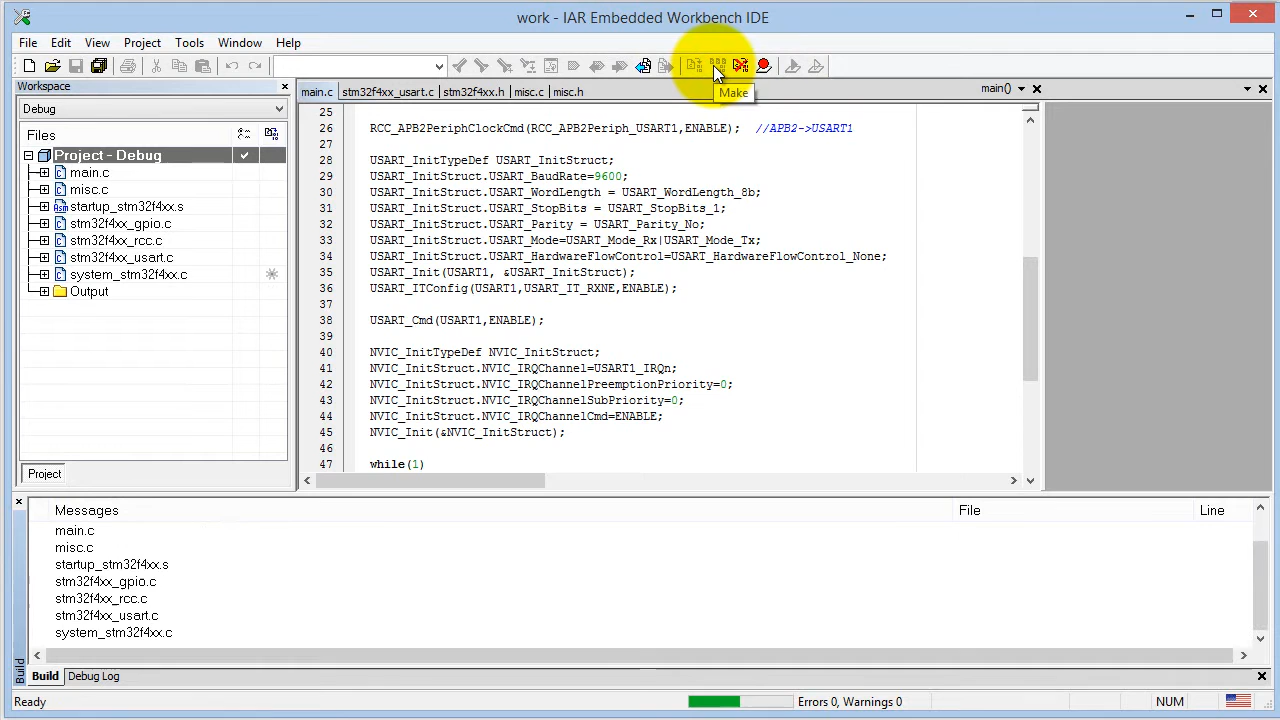 work - IAR Embedded Workbench IDE
File Edit View Project Tools Window Help
Make
Workspace
main.c stm32f4xx_usart.c stm32f4xx.h misc.c misc.h main()
Debug
Files
Project - Debug
main.c
misc.c
startup_stm32f4xx.s
stm32f4xx_gpio.c
stm32f4xx_rcc.c
stm32f4xx_usart.c
system_stm32f4xx.c
Output
Project
25
26 RCC_APB2PeriphClockCmd(RCC_APB2Periph_USART1,ENABLE); //APB2->USART1
27
28 USART_InitTypeDef USART_InitStruct;
29 USART_InitStruct.USART_BaudRate=9600;
30 USART_InitStruct.USART_WordLength = USART_WordLength_8b;
31 USART_InitStruct.USART_StopBits = USART_StopBits_1;
32 USART_InitStruct.USART_Parity = USART_Parity_No;
33 USART_InitStruct.USART_Mode=USART_Mode_Rx|USART_Mode_Tx;
34 USART_InitStruct.USART_HardwareFlowControl=USART_HardwareFlowControl_None;
35 USART_Init(USART1, &USART_InitStruct);
36 USART_ITConfig(USART1,USART_IT_RXNE,ENABLE);
37
38 USART_Cmd(USART1,ENABLE);
39
40 NVIC_InitTypeDef NVIC_InitStruct;
41 NVIC_InitStruct.NVIC_IRQChannel=USART1_IRQn;
42 NVIC_InitStruct.NVIC_IRQChannelPreemptionPriority=0;
43 NVIC_InitStruct.NVIC_IRQChannelSubPriority=0;
44 NVIC_InitStruct.NVIC_IRQChannelCmd=ENABLE;
45 NVIC_Init(&NVIC_InitStruct);
46
47 while(1)
Messages File Line
main.c
misc.c
startup_stm32f4xx.s
stm32f4xx_gpio.c
stm32f4xx_rcc.c
stm32f4xx_usart.c
system_stm32f4xx.c
Build
Build Debug Log
Ready Errors 0, Warnings 0 NUM